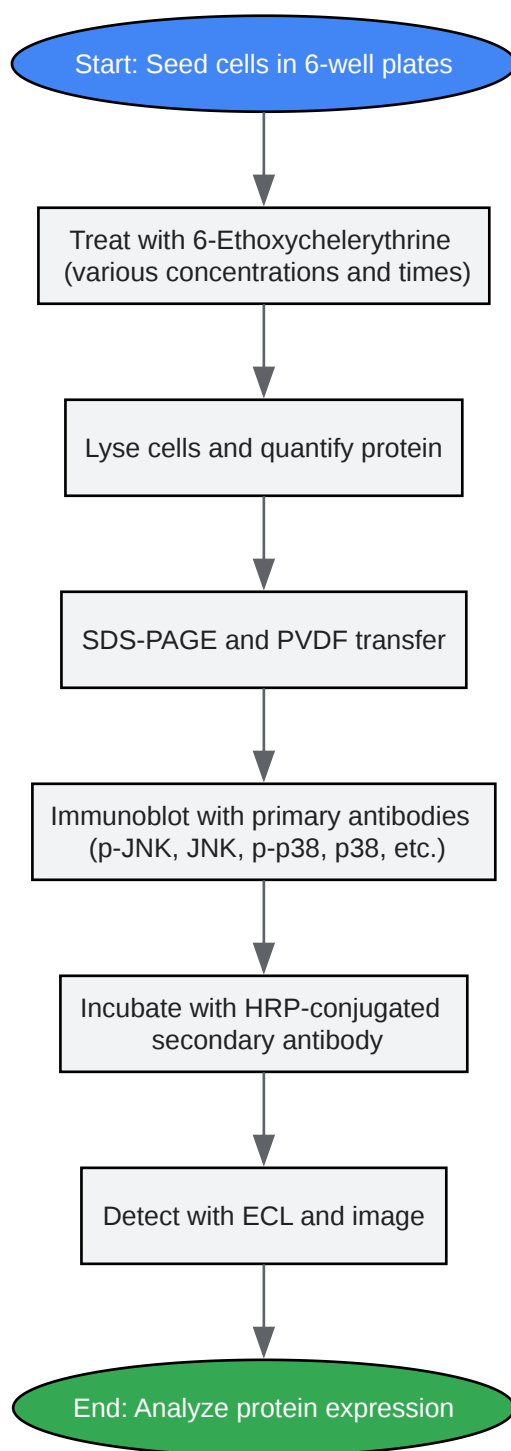 Start: Seed cells in 6-well plates
Treat with 6-Ethoxychelerythrine
(various concentrations and times)
Lyse cells and quantify protein
SDS-PAGE and PVDF transfer
Immunoblot with primary antibodies
(p-JNK, JNK, p-p38, p38, etc.)
Incubate with HRP-conjugated
secondary antibody
Detect with ECL and image
End: Analyze protein expression